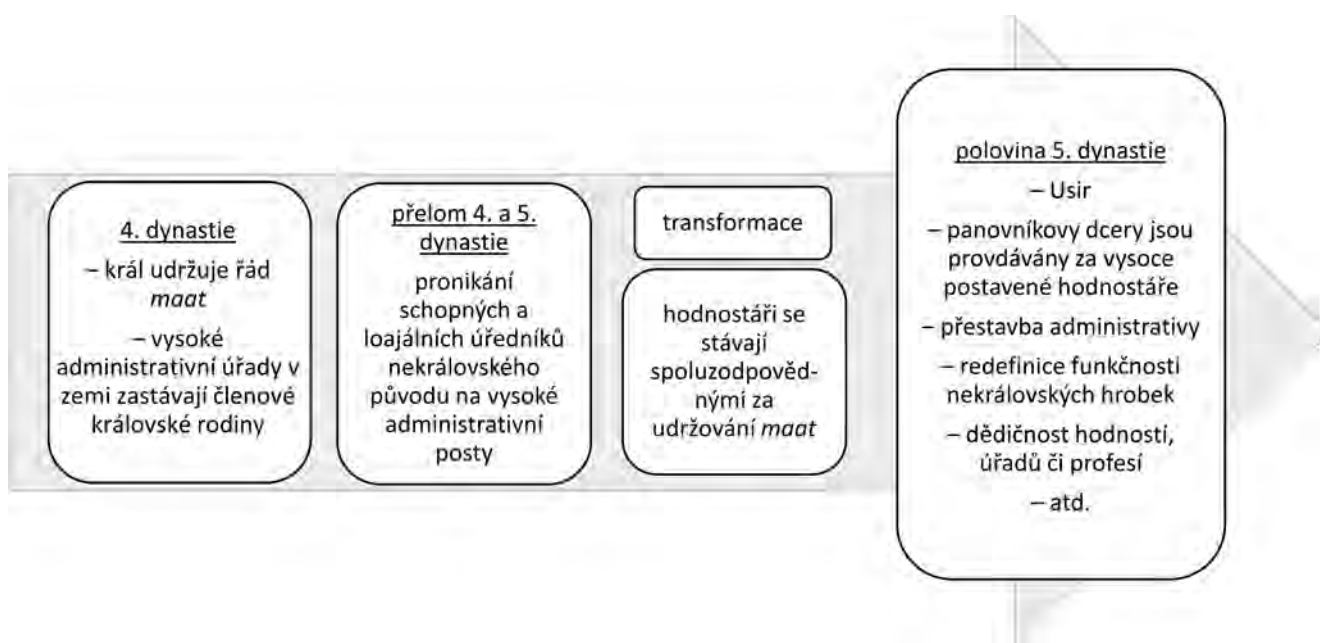 4. dynastie
– král udržuje řád
maat
– vysoké
administrativní úřady v
zemi zastávají členové
královské rodiny
přelom 4. a 5.
dynastie
pronikání
schopných a
loajálních úředníků
nekrálovského
původu na vysoké
administrativní
posty
transformace
hodnostáři se
stávají
spoluzodpověd-
nými za
udržování maat
polovina 5. dynastie
– Usir
– panovníkovy dcery jsou
provdávány za vysoce
postavené hodnostáře
– přestavba administrativy
– redefinice funkčnosti
nekrálovských hrobek
– dědičnost hodností,
úřadů či profesí
– atd.